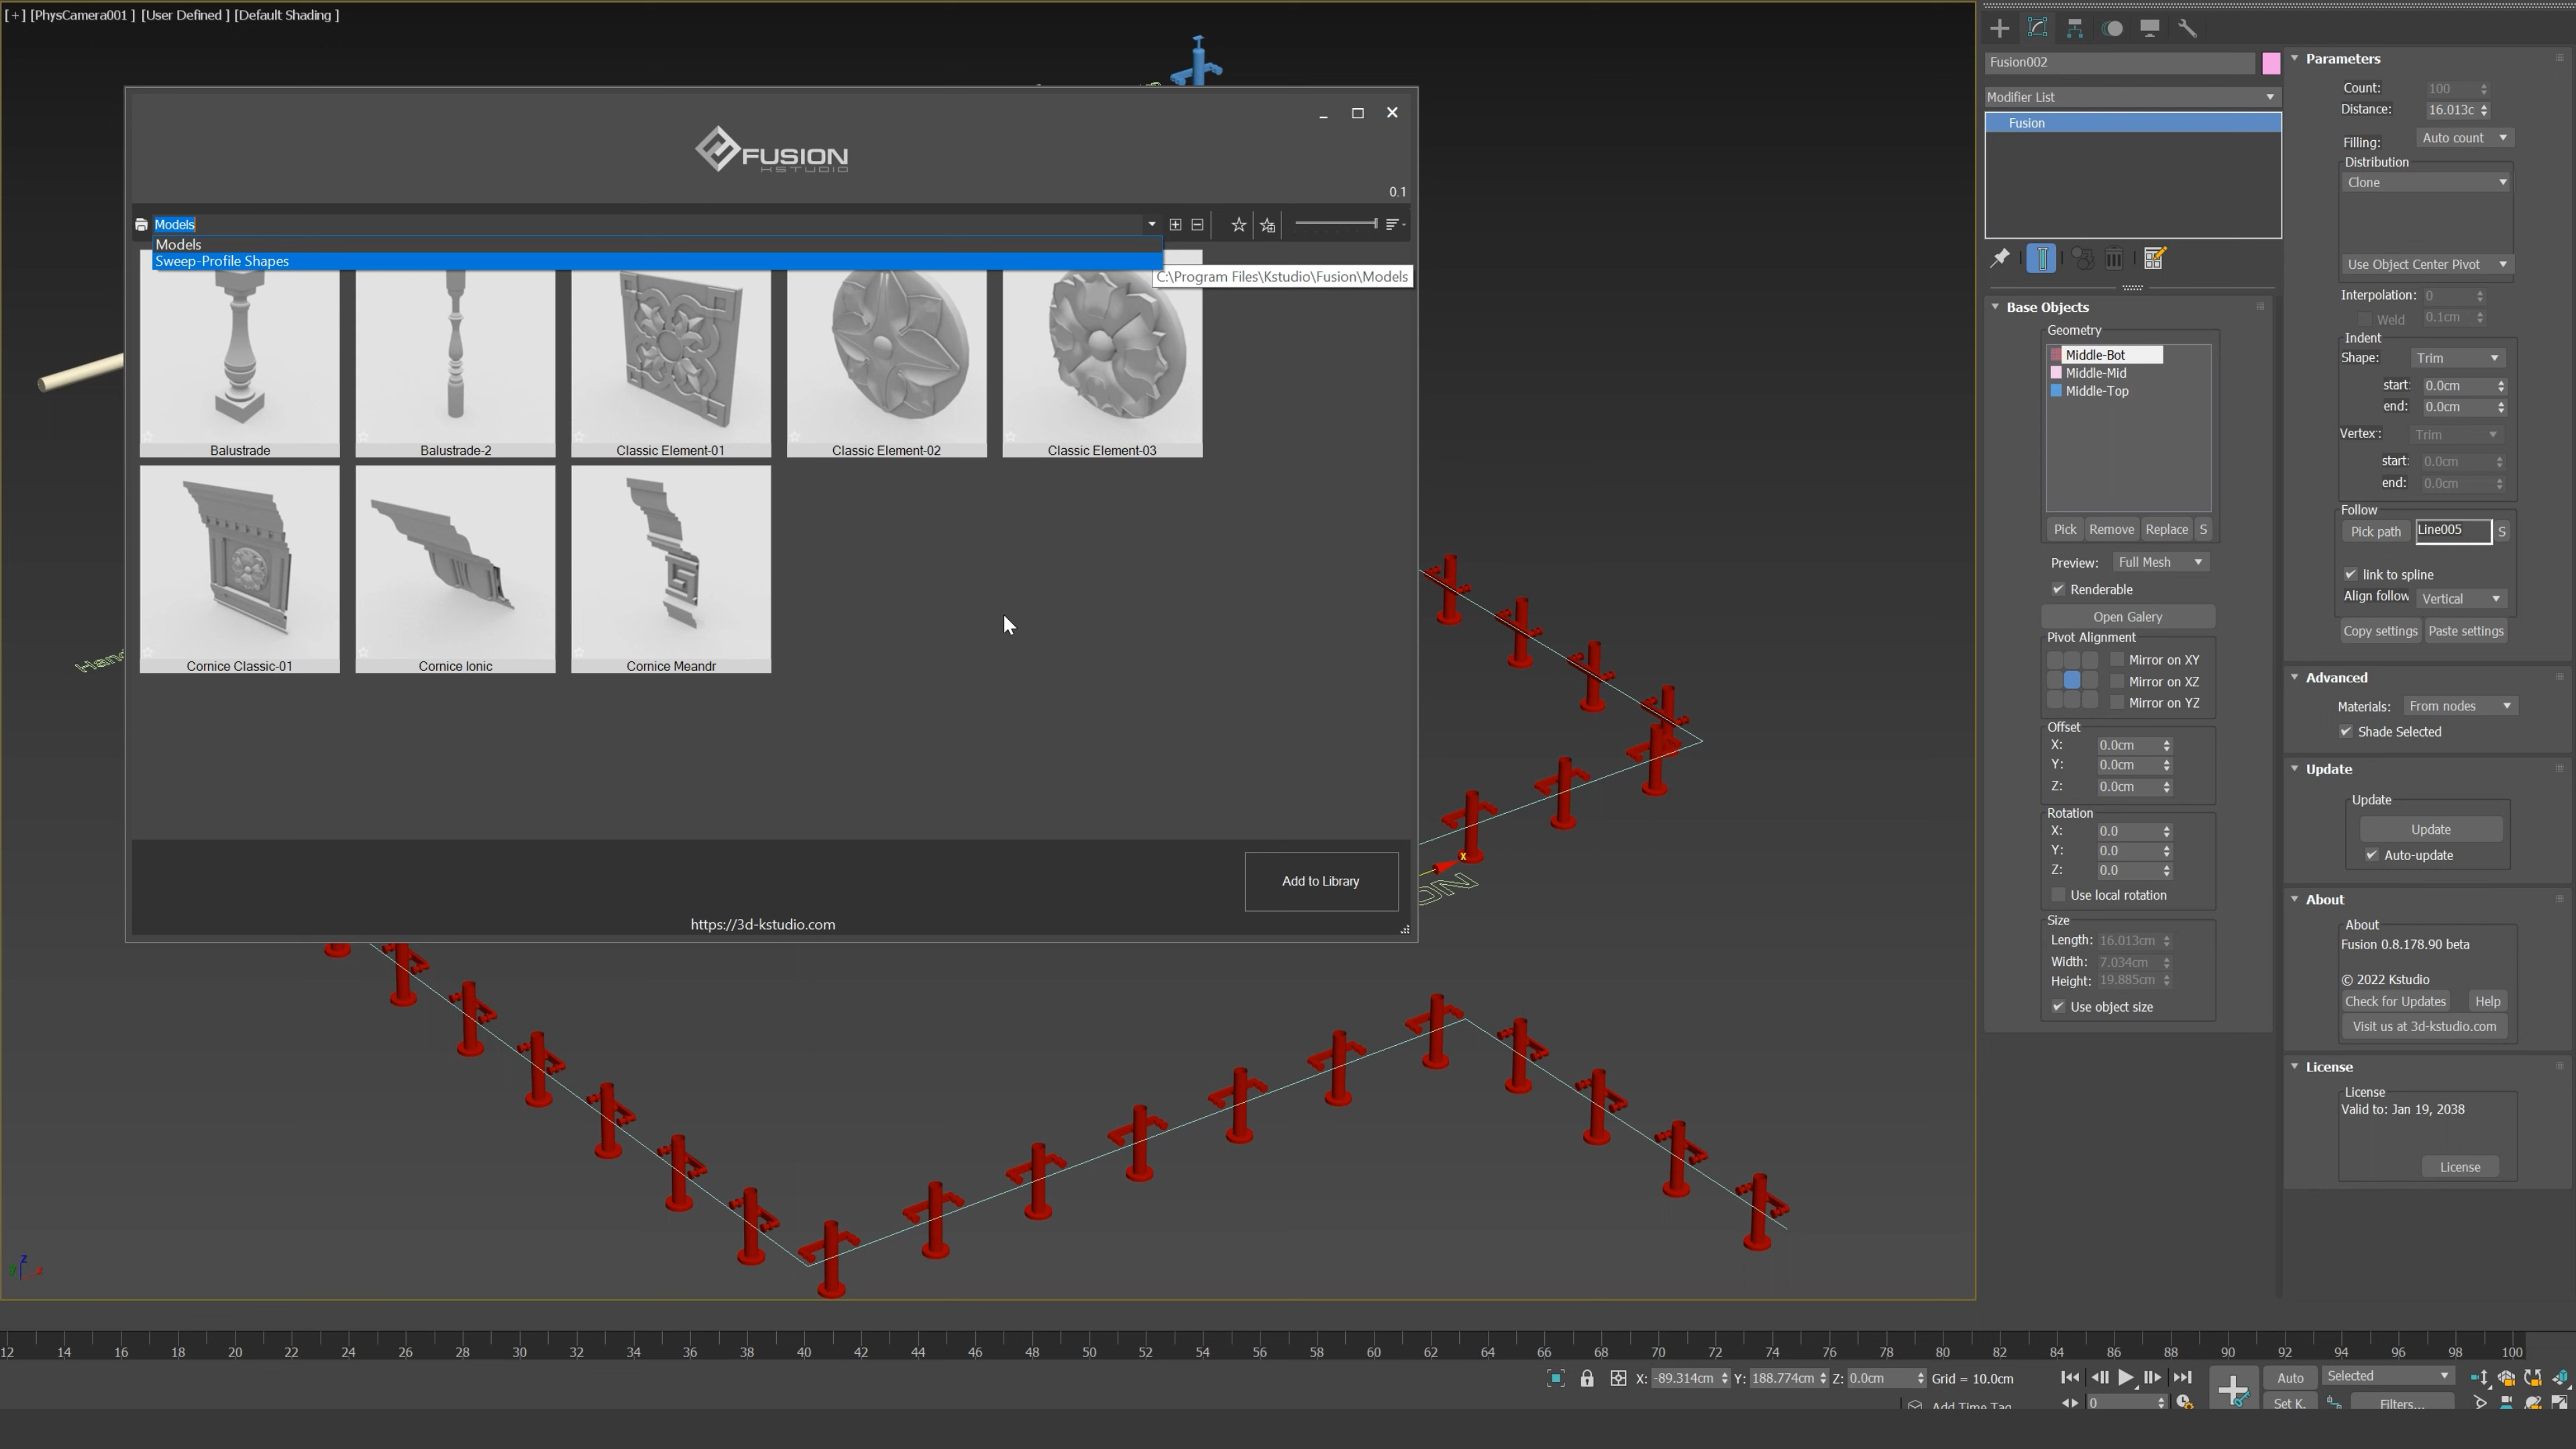 [+] [PhysCamera001 ] [User Defined ] [Default Shading ]
FUSION
KSTUDIO
0.1
Models
Models
Sweep-Profile Shapes
C:\Program Files\Kstudio\Fusion\Models
Balustrade
Balustrade-2
Classic Element-01
Classic Element-02
Classic Element-03
Cornice Classic-01
Cornice Ionic
Cornice Meandr
Add to Library
https://3d-kstudio.com
Fusion002
Modifier List
Fusion
Base Objects
Geometry
Middle-Bot
Middle-Mid
Middle-Top
Pick Remove Replace S
Preview: Full Mesh
Renderable
Open Galery
Pivot Alignment
Mirror on XY
Mirror on XZ
Mirror on YZ
Offset
X: 0.0cm
Y: 0.0cm
Z: 0.0cm
Rotation
X: 0.0
Y: 0.0
Z: 0.0
Use local rotation
Size
Length: 16.013cm
Width: 7.034cm
Height: 19.885cm
Use object size
Parameters
Count: 100
Distance: 16.013c
Filling: Auto count
Distribution
Clone
Use Object Center Pivot
Interpolation: 0
Weld 0.1cm
Indent
Shape: Trim
start: 0.0cm
end: 0.0cm
Vertex: Trim
start: 0.0cm
end: 0.0cm
Follow
Pick path Line005 S
link to spline
Align follow Vertical
Copy settings Paste settings
Advanced
Materials: From nodes
Shade Selected
Update
Update
Update
Auto-update
About
About
Fusion 0.8.178.90 beta
© 2022 Kstudio
Check for Updates Help
Visit us at 3d-kstudio.com
License
License
Valid to: Jan 19, 2038
License
x
z
y x
12 14 16 18 20 22 24 26 28 30 32 34 36 38 40 42 44 46 48 50 52 54 56 58 60 62 64 66 68 70 72 74 76 78 80 82 84 86 88 90 92 94 96 98 100
X: -89.314cm Y: 188.774cm Z: 0.0cm Grid = 10.0cm
Auto Selected
Add Time Tag 0 Set K. Filters...